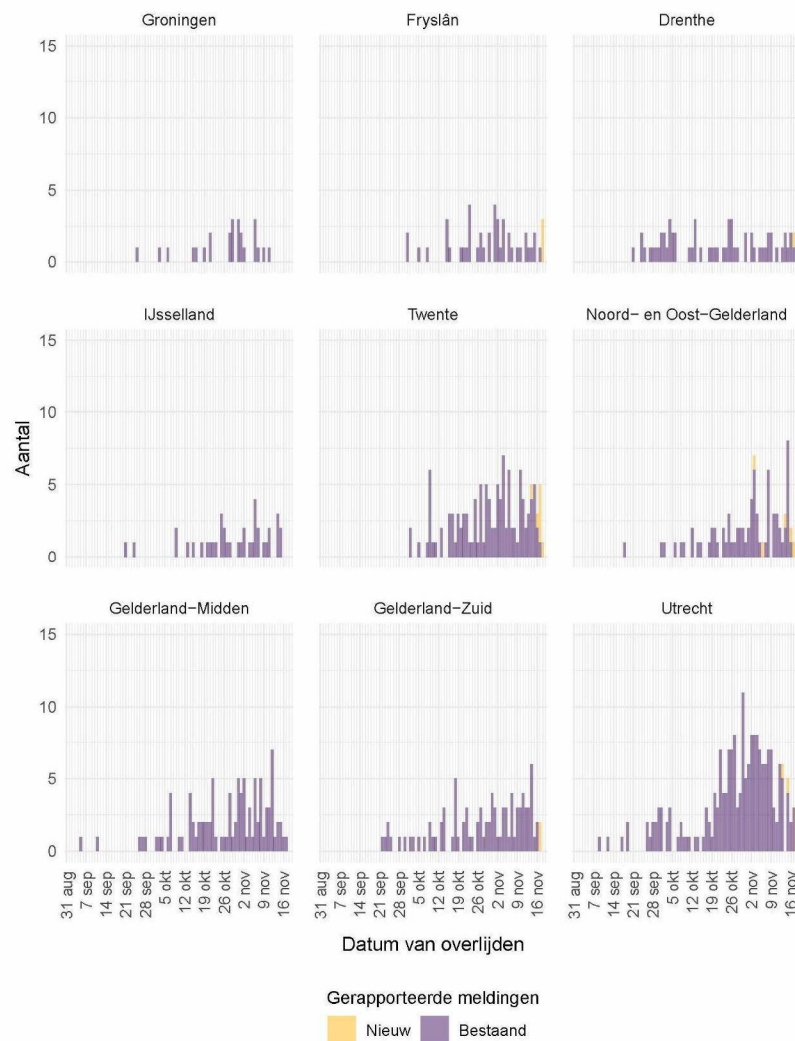 Groningen
Fryslân
Drenthe
15
10
5
0
IJsselland
Twente
Noord- en Oost-Gelderland
15
10
5
0
Aantal
Gelderland-Midden
Gelderland-Zuid
Utrecht
15
10
5
0
31 aug 7 sep 14 sep 21 sep 28 sep 5 okt 12 okt 19 okt 26 okt 2 nov 9 nov 16 nov
31 aug 7 sep 14 sep 21 sep 28 sep 5 okt 12 okt 19 okt 26 okt 2 nov 9 nov 16 nov
31 aug 7 sep 14 sep 21 sep 28 sep 5 okt 12 okt 19 okt 26 okt 2 nov 9 nov 16 nov
Datum van overlijden
Gerapporteerde meldingen
Nieuw Bestaand